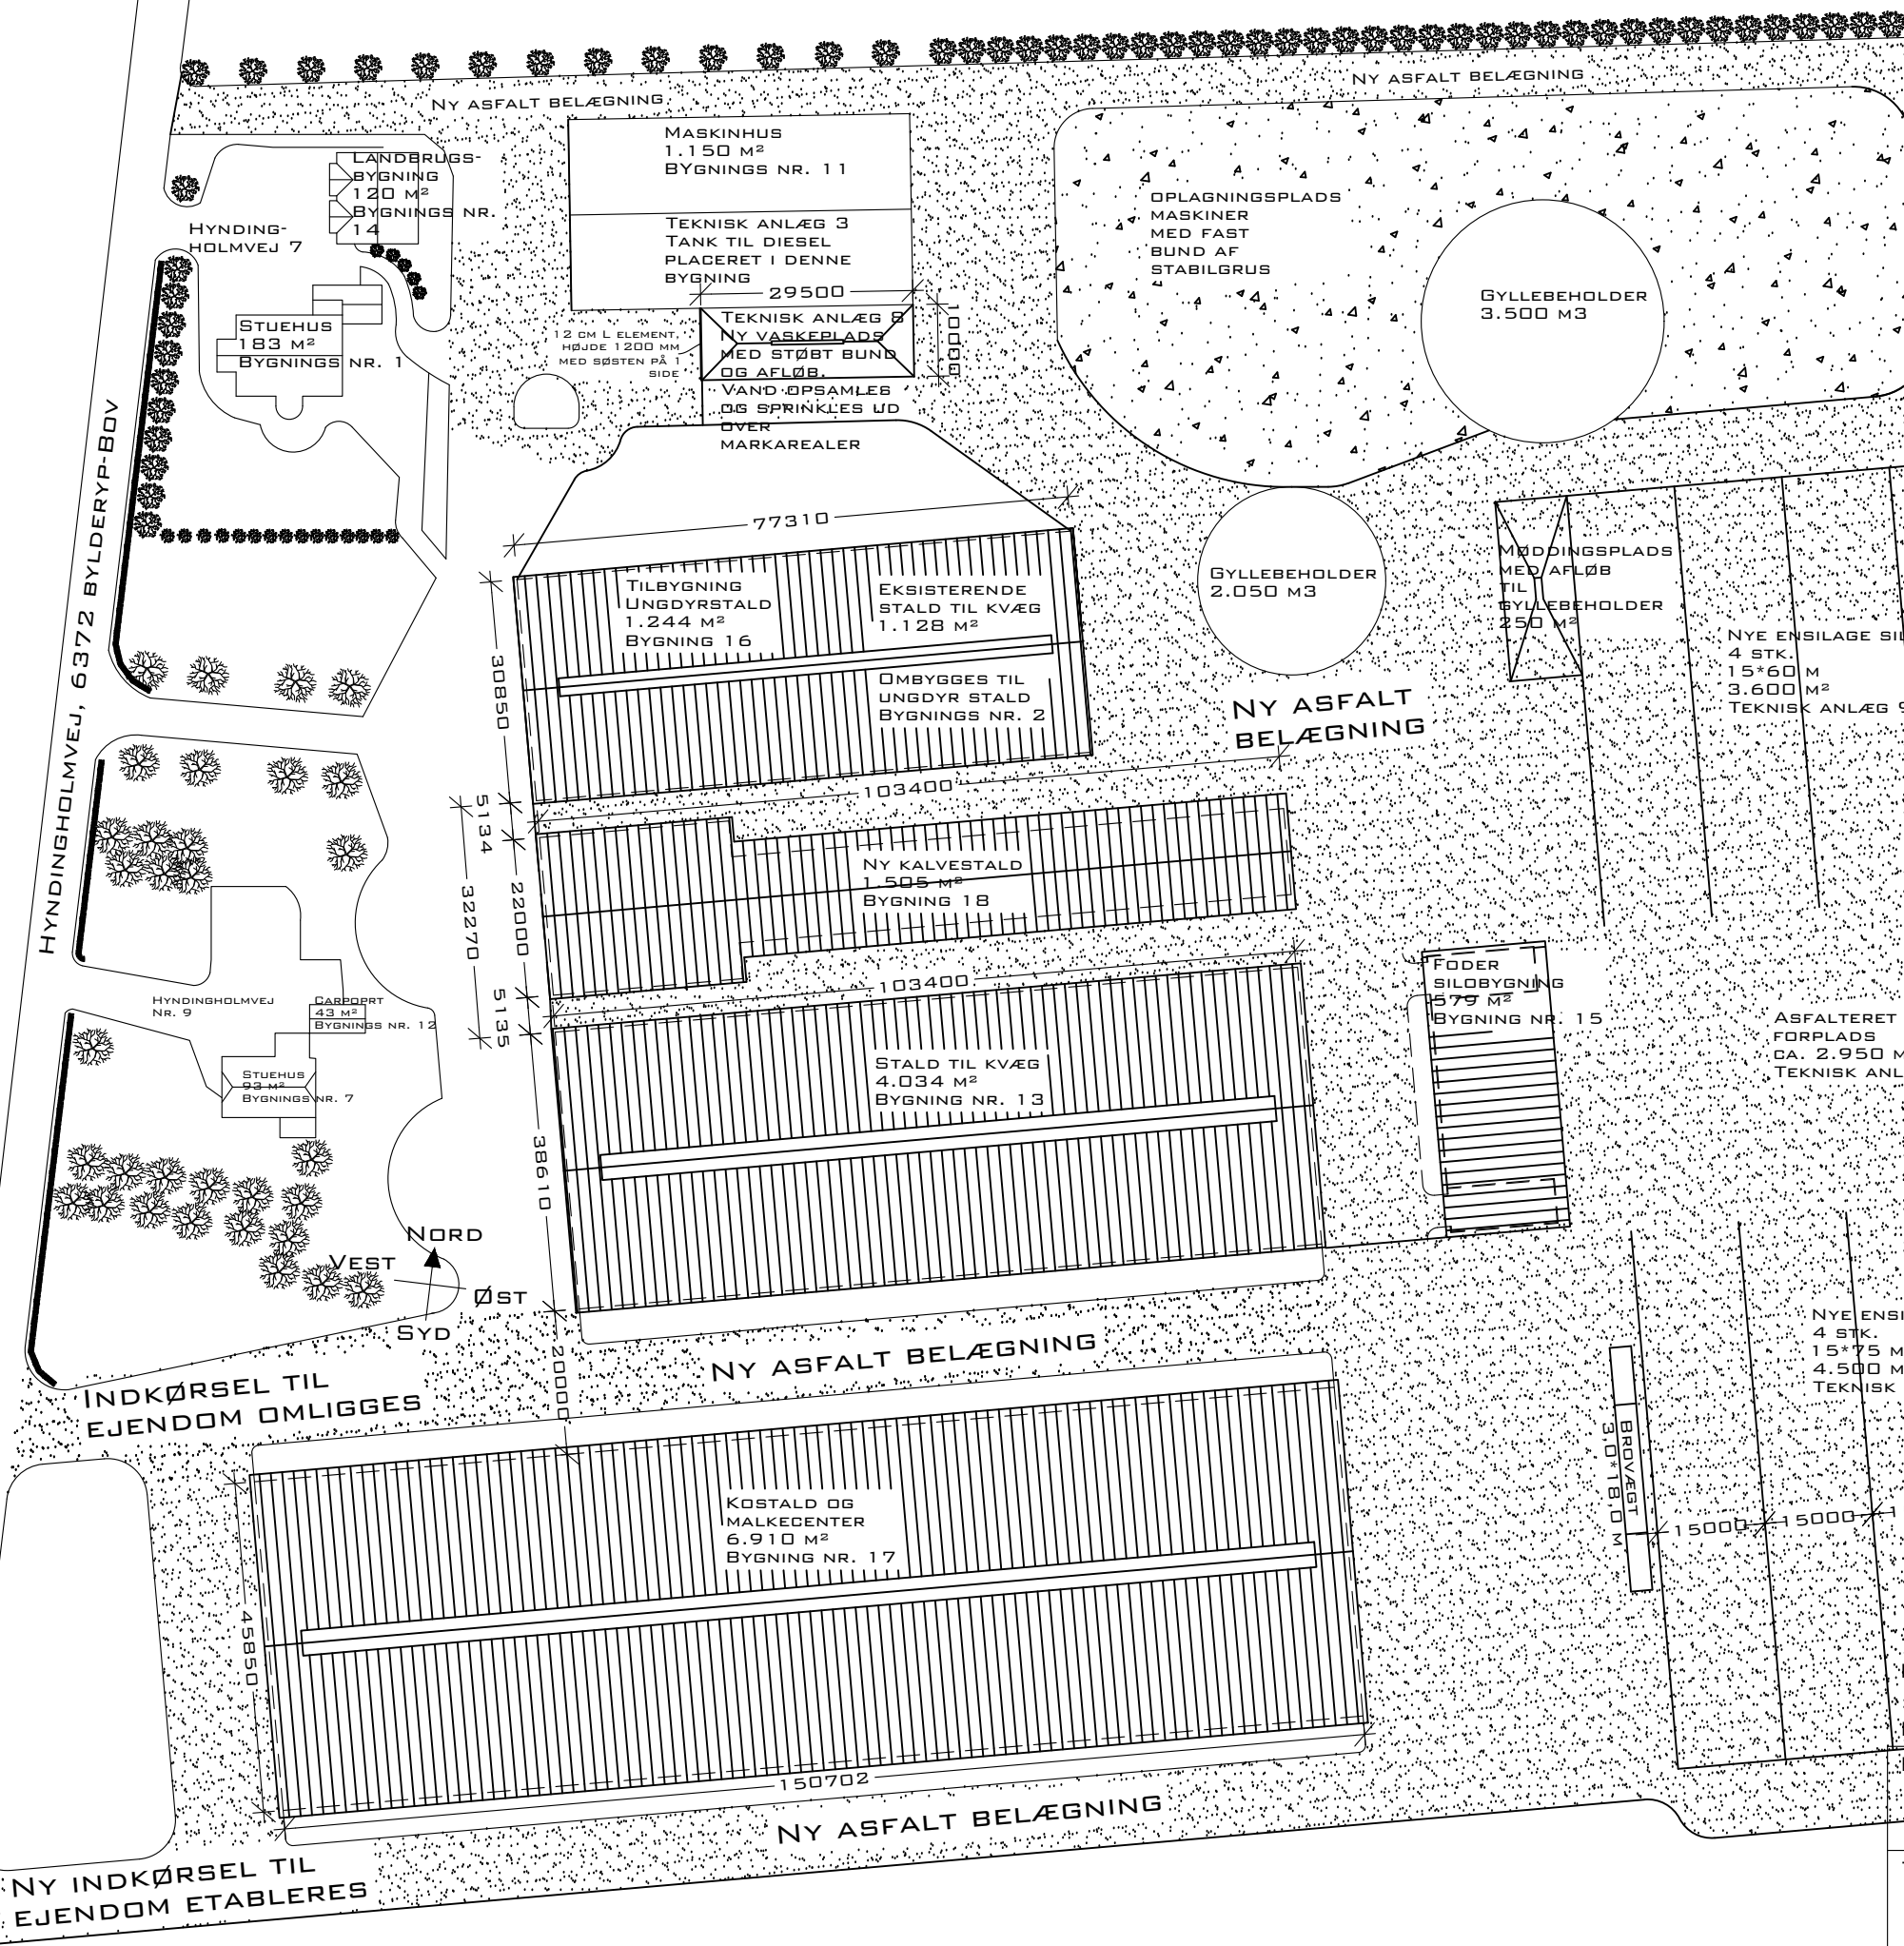 Ny asfalt belægning
Ny asfalt belægning
Maskinhus
1.150 m²
Bygnings nr. 11
Landbrugs-
bygning
120 m²
Bygnings nr.
14
Hynding-
holmvej 7
Teknisk anlæg 3
Tank til diesel
placeret i denne
bygning
oplagningsplads
maskiner
med fast
bund af
stabilgrus
Gyllebeholder
3.500 m3
29500
10000
Stuehus
183 m²
Bygnings nr. 1
12 cm L element.
højde 1200 mm
med søsten på 1
side
Teknisk anlæg 8
Ny vaskeplads
med støbt bund
og afløb.
Vand opsamles
og sprinkles ud
over
markarealer
Hyndingholmvej, 6372 Bylderyp-Bov
77310
Tilbygning
Ungdyrstald
1.244 m²
Bygning 16
Eksisterende
stald til kvæg
1.128 m²
Ombygges til
ungdyr stald
Bygnings nr. 2
30850
Gyllebeholder
2.050 m3
Møddingsplads
med afløb
til
gyllebeholder
250 m²
Nye ensilage sil
4 stk.
15*60 m
3.600 m²
Teknisk anlæg 9
Ny asfalt
belægning
103400
5134
32270
22000
5135
Ny kalvestald
1.505 m²
Bygning 18
103400
Foder
silobygning
579 m²
Bygning nr. 15
Asfalteret
forplads
ca. 2.950 m
Teknisk anl
Hyndingholmvej
nr. 9
Carpoprt
43 m²
Bygnings nr. 12
Stuehus
93 m²
Bygnings nr. 7
Stald til kvæg
4.034 m²
Bygning nr. 13
38610
Nord
Vest
Øst
Syd
20000
Ny asfalt belægning
Indkørsel til
ejendom omligges
Nye ensi
4 stk.
15*75 m
4.500 m
Teknisk
Brovægt
3,0*18,0 m
15000
15000
1
Kostald og
malkecenter
6.910 m²
Bygning nr. 17
45850
150702
Ny asfalt belægning
Ny indkørsel til
ejendom etableres